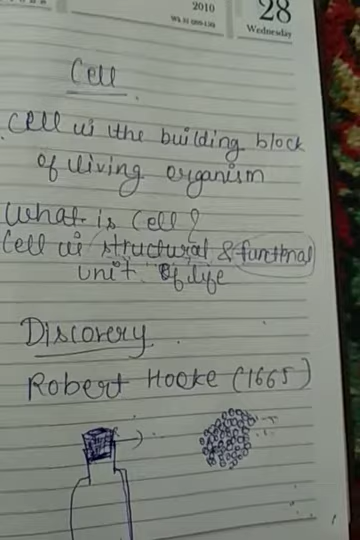 2010
28
Wednesday
Cell
Cell is the building block
of living organism
What is Cell?
Cell is structural & functnal
unit of life
Discovery
Robert Hooke (1665)